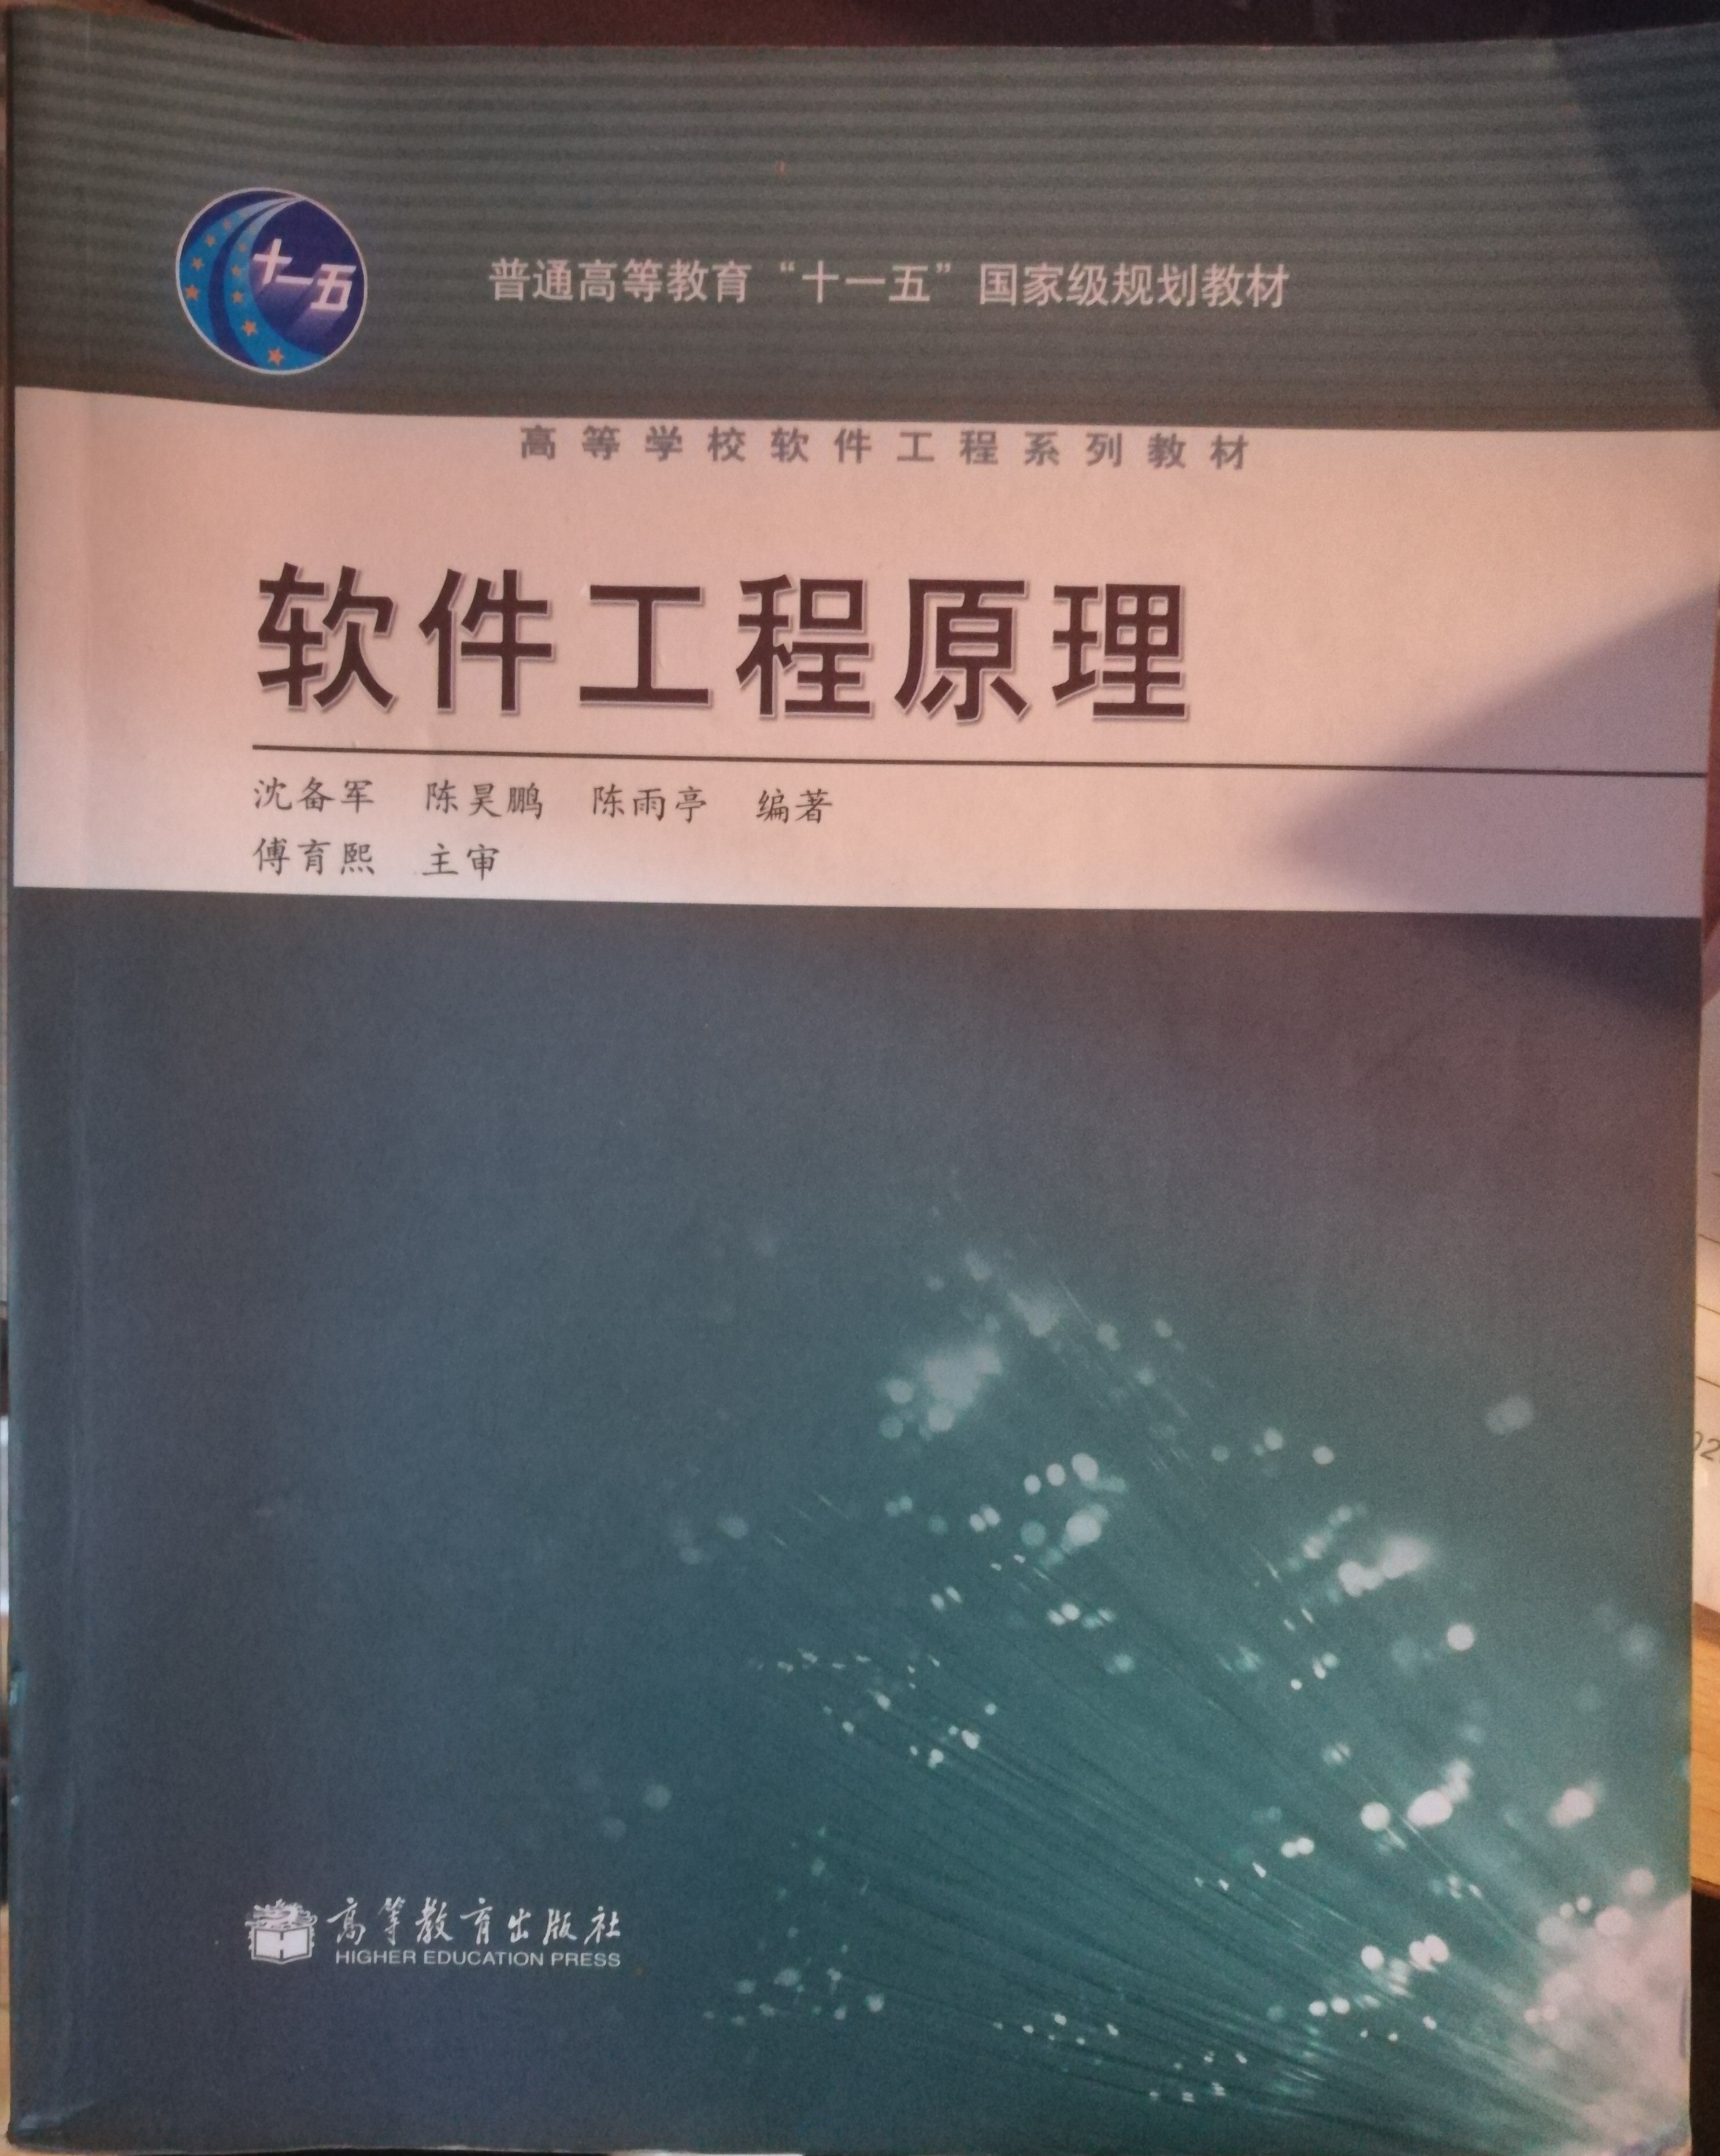 十一五
普通高等教育“十一五”国家级规划教材
高等学校软件工程系列教材
软件工程原理
沈备军 陈昊鹏 陈雨亭 编著
傅育熙 主审
高等教育出版社
HIGHER EDUCATION PRESS